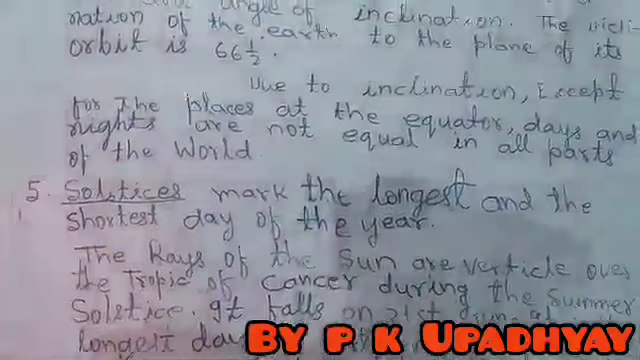 angle of inclination. The incli-
nation of the earth to the plane of its
orbit is 66 1/2.
Due to inclination, Except
for The places at the equator, days and
nights are not equal in all parts
of the World.
5. Solstices mark the longest and the
shortest day of the year.
The Rays of the Sun are verticle over
the Tropic of Cancer during the Summer
Solstice. It falls on 21st
longest day
BY P K UPADHYAY